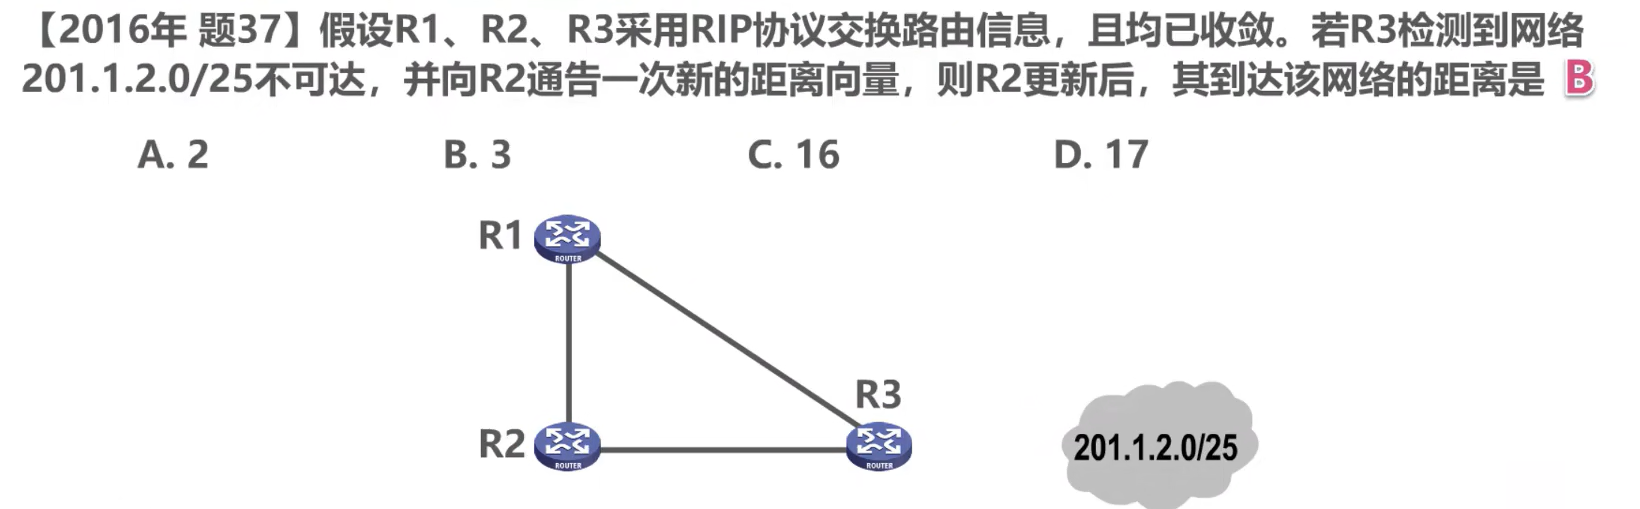 【2016年 题37】假设R1、R2、R3采用RIP协议交换路由信息，且均已收敛。若R3检测到网络
201.1.2.0/25不可达，并向R2通告一次新的距离向量，则R2更新后，其到达该网络的距离是 B
A. 2 B. 3 C. 16 D. 17
R1
ROUTER
R3
R2
ROUTER
ROUTER
201.1.2.0/25